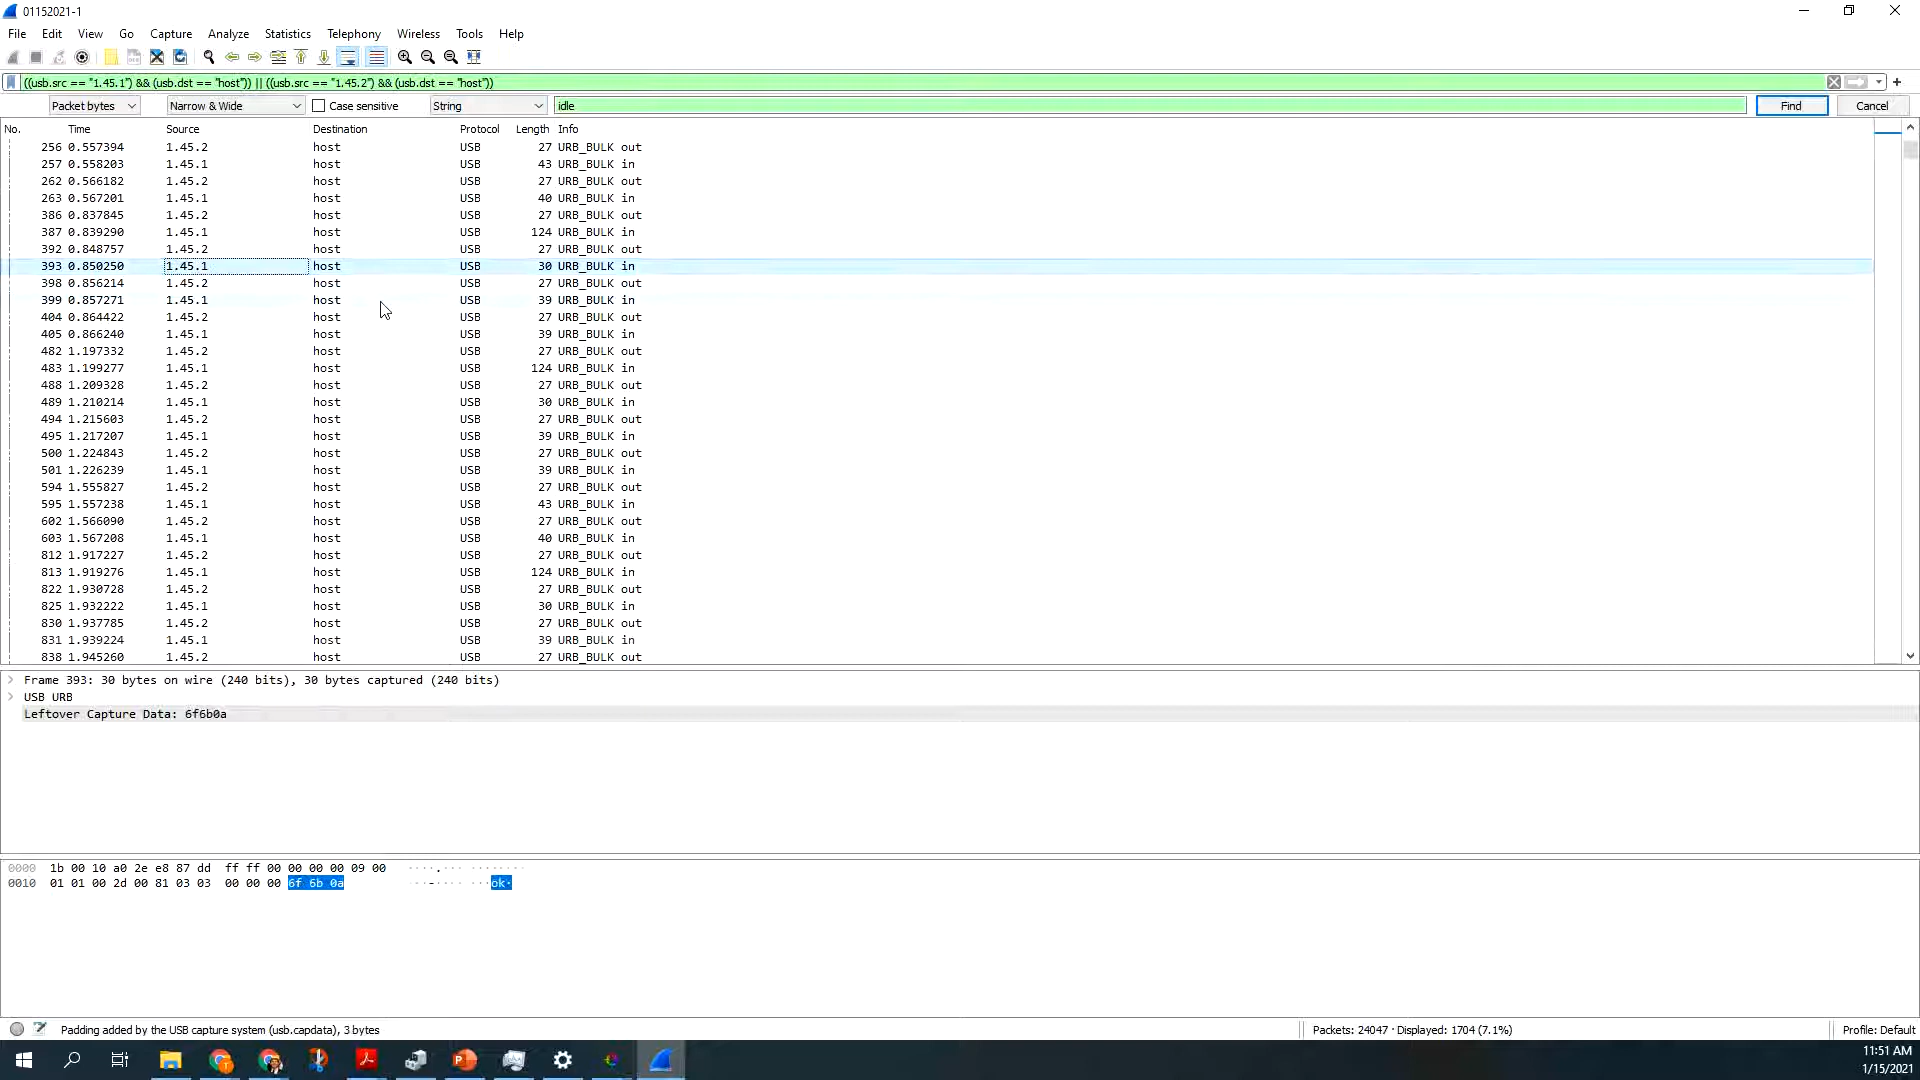 01152021-1
File Edit View Go Capture Analyze Statistics Telephony Wireless Tools Help
((usb.src == "1.45.1") && (usb.dst == "host")) || ((usb.src == "1.45.2") && (usb.dst == "host"))
Packet bytes Narrow & Wide Case sensitive String idle Find Cancel
No. Time Source Destination Protocol Length Info
256 0.557394 1.45.2 host USB 27 URB_BULK out
257 0.558203 1.45.1 host USB 43 URB_BULK in
262 0.566182 1.45.2 host USB 27 URB_BULK out
263 0.567201 1.45.1 host USB 40 URB_BULK in
386 0.837845 1.45.2 host USB 27 URB_BULK out
387 0.839290 1.45.1 host USB 124 URB_BULK in
392 0.848757 1.45.2 host USB 27 URB_BULK out
393 0.850250 1.45.1 host USB 30 URB_BULK in
398 0.856214 1.45.2 host USB 27 URB_BULK out
399 0.857271 1.45.1 host USB 39 URB_BULK in
404 0.864422 1.45.2 host USB 27 URB_BULK out
405 0.866240 1.45.1 host USB 39 URB_BULK in
482 1.197332 1.45.2 host USB 27 URB_BULK out
483 1.199277 1.45.1 host USB 124 URB_BULK in
488 1.209328 1.45.2 host USB 27 URB_BULK out
489 1.210214 1.45.1 host USB 30 URB_BULK in
494 1.215603 1.45.2 host USB 27 URB_BULK out
495 1.217207 1.45.1 host USB 39 URB_BULK in
500 1.224843 1.45.2 host USB 27 URB_BULK out
501 1.226239 1.45.1 host USB 39 URB_BULK in
594 1.555827 1.45.2 host USB 27 URB_BULK out
595 1.557238 1.45.1 host USB 43 URB_BULK in
602 1.566090 1.45.2 host USB 27 URB_BULK out
603 1.567208 1.45.1 host USB 40 URB_BULK in
812 1.917227 1.45.2 host USB 27 URB_BULK out
813 1.919276 1.45.1 host USB 124 URB_BULK in
822 1.930728 1.45.2 host USB 27 URB_BULK out
825 1.932222 1.45.1 host USB 30 URB_BULK in
830 1.937785 1.45.2 host USB 27 URB_BULK out
831 1.939224 1.45.1 host USB 39 URB_BULK in
838 1.945260 1.45.2 host USB 27 URB_BULK out
Frame 393: 30 bytes on wire (240 bits), 30 bytes captured (240 bits)
USB URB
Leftover Capture Data: 6f6b0a
0000 1b 00 10 a0 2e e8 87 dd ff ff 00 00 00 00 09 00 ····.··· ········
0010 01 01 00 2d 00 81 03 03 00 00 00 6f 6b 0a ···-···· ···ok·
Padding added by the USB capture system (usb.capdata), 3 bytes
Packets: 24047 · Displayed: 1704 (7.1%)
Profile: Default
11:51 AM
1/15/2021